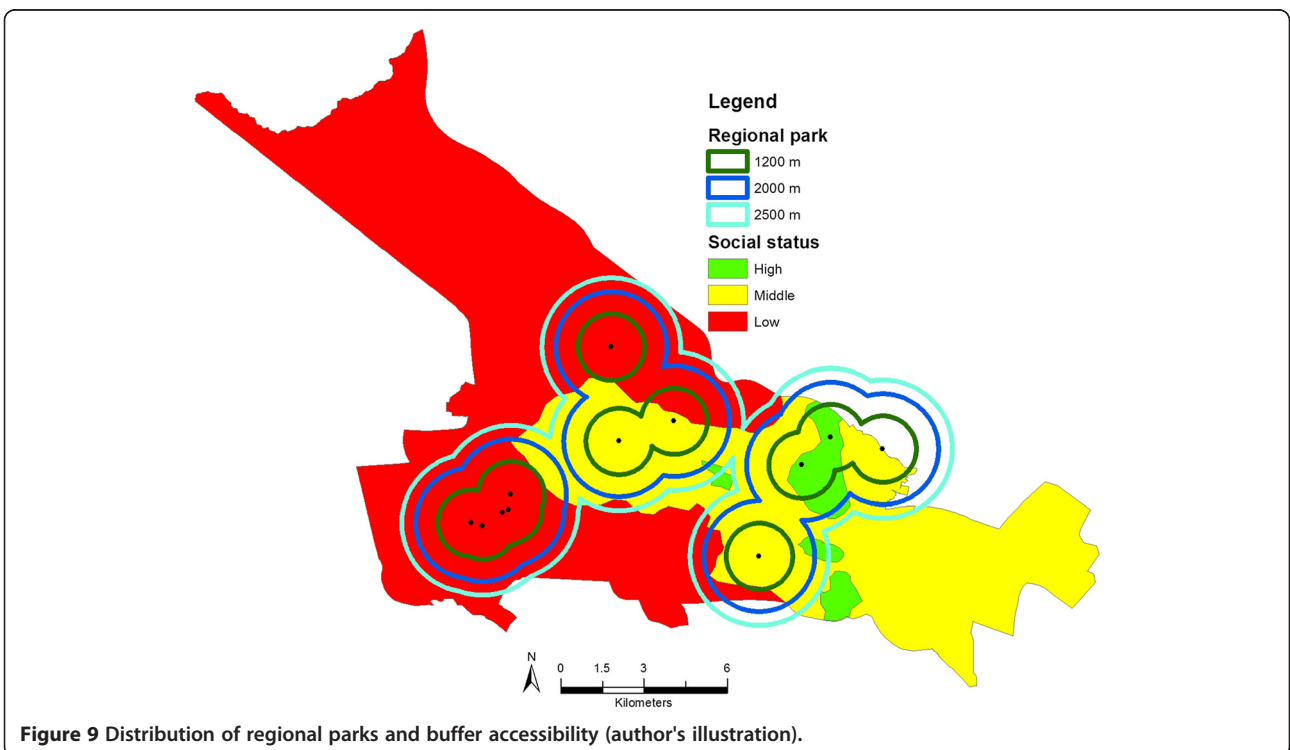 Legend
Regional park
1200 m
2000 m
2500 m
Social status
High
Middle
Low
N
0 1.5 3 6
Kilometers
Figure 9 Distribution of regional parks and buffer accessibility (author's illustration).